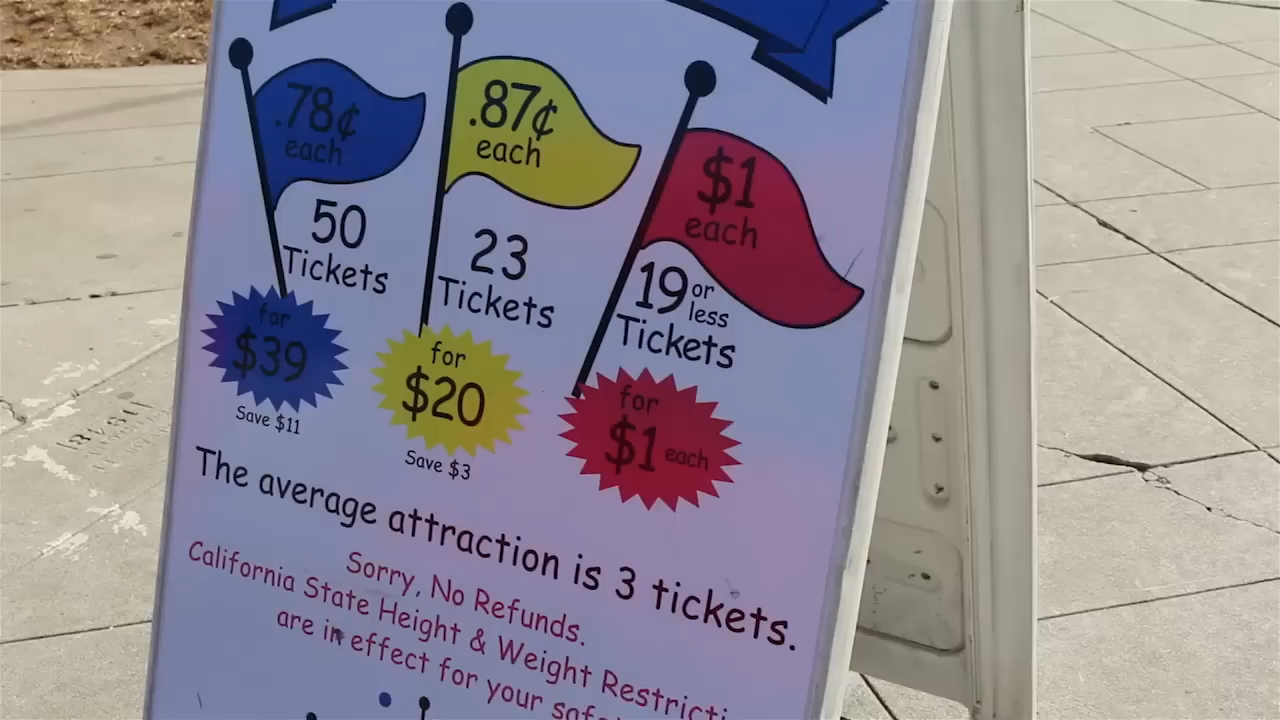 .78¢
each
50
Tickets
for
$39
Save $11
.87¢
each
23
Tickets
for
$20
Save $3
$1
each
19 or less
Tickets
for
$1 each
The average attraction is 3 tickets.
Sorry, No Refunds.
California State Height & Weight
are in effect for your